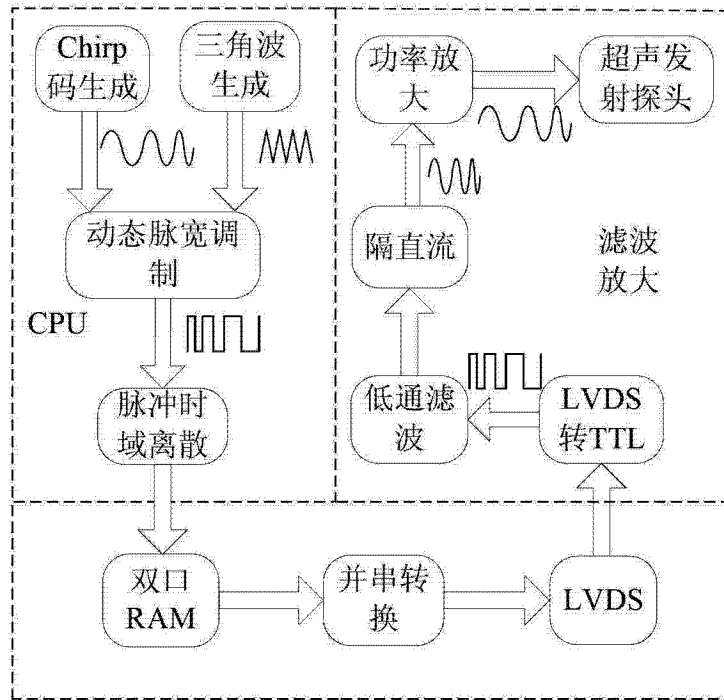 Chirp
码生成
三角波
生成
动态脉宽调
制
CPU
脉冲时
域离散
双口
RAM
并串转
换
LVDS
LVDS
转TTL
低通滤
波
隔直流
功率放
大
超声发
射探头
滤波
放大